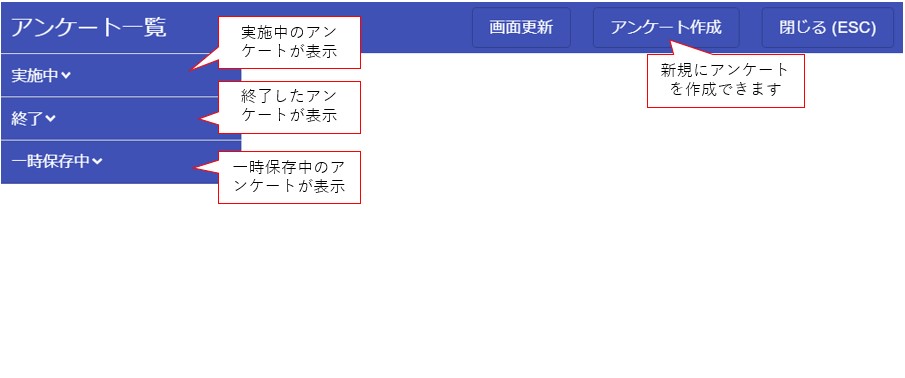 アンケート一覧
画面更新
アンケート作成
閉じる (ESC)
実施中のアン
ケートが表示
新規にアンケート
を作成できます
実施中
終了したアン
ケートが表示
終了
一時保存中のア
ンケートが表示
一時保存中